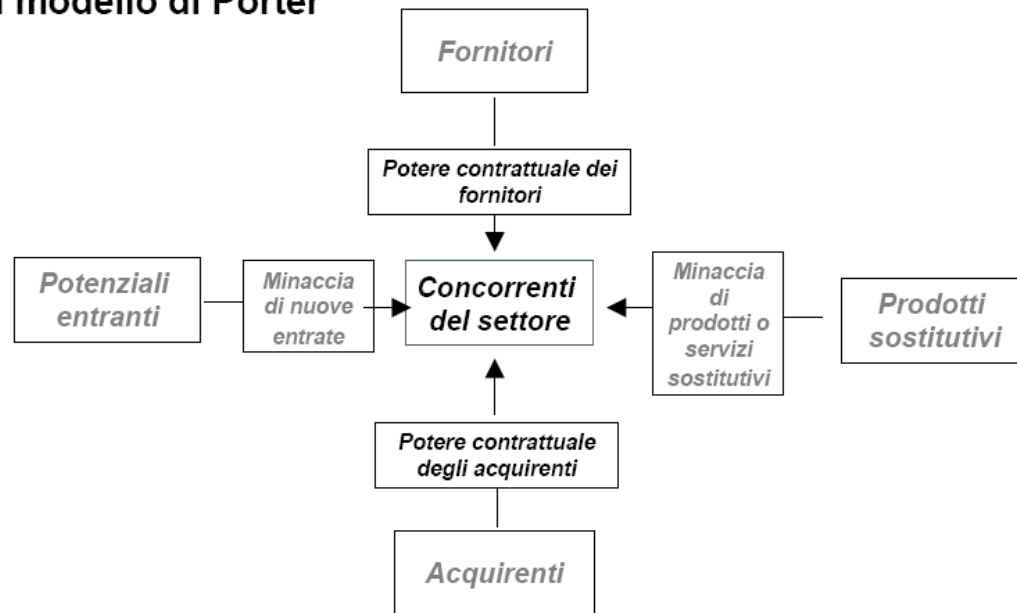 modello di Porter
Fornitori
Potere contrattuale dei
fornitori
Potenziali
entranti
Minaccia
di nuove
entrate
Concorrenti
del settore
Minaccia
di
prodotti o
servizi
sostitutivi
Prodotti
sostitutivi
Potere contrattuale
degli acquirenti
Acquirenti